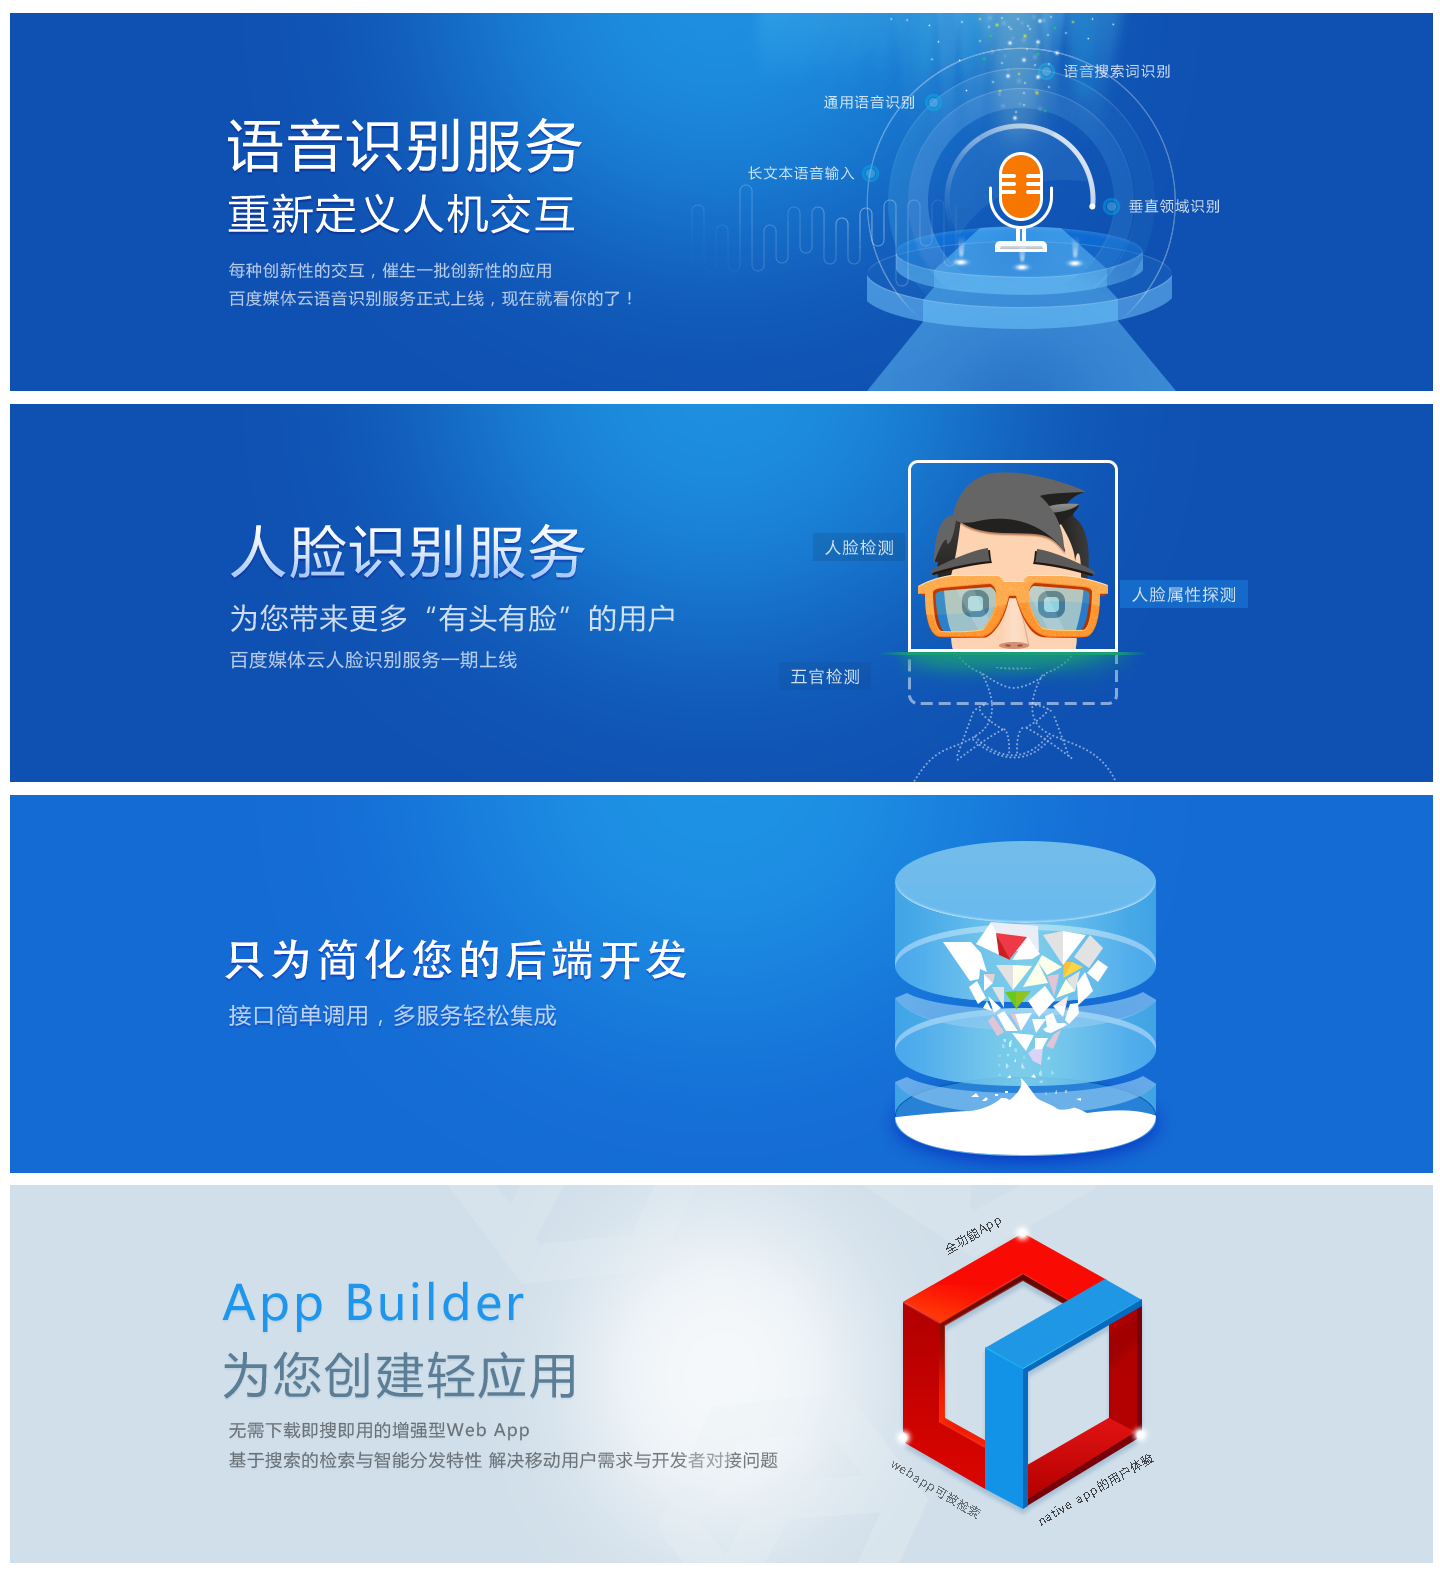 语音识别服务
重新定义人机交互
每种创新性的交互，催生一批创新性的应用
百度媒体云语音识别服务正式上线，现在就看你的了！
语音搜索词识别
通用语音识别
长文本语音输入
垂直领域识别
人脸识别服务
为您带来更多“有头有脸”的用户
百度媒体云人脸识别服务一期上线
人脸检测
人脸属性探测
五官检测
只为简化您的后端开发
接口简单调用，多服务轻松集成
App Builder
为您创建轻应用
无需下载即搜即用的增强型Web App
基于搜索的检索与智能分发特性 解决移动用户需求与开发者对接问题
全功能App
webapp可被检索
native app的用户体验